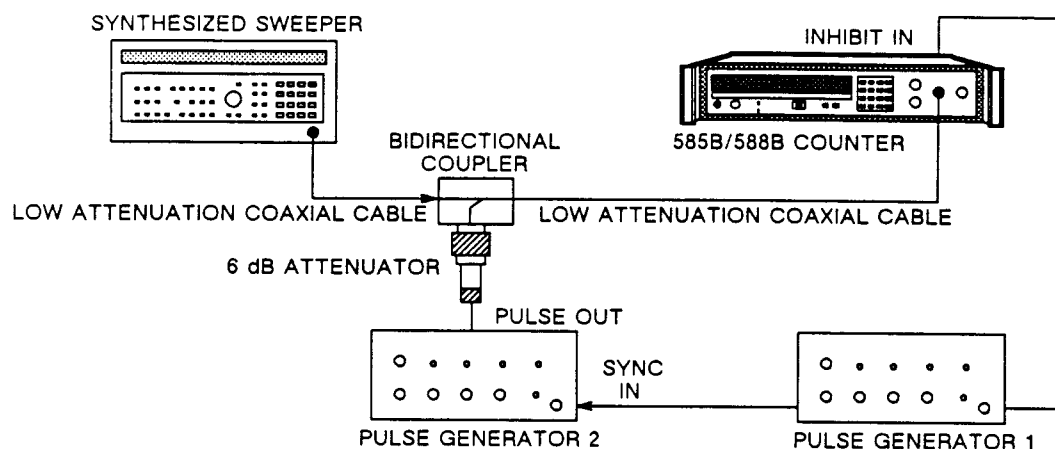 SYNTHESIZED SWEEPER
INHIBIT IN
585B/588B COUNTER
BIDIRECTIONAL
COUPLER
LOW ATTENUATION COAXIAL CABLE
LOW ATTENUATION COAXIAL CABLE
6 dB ATTENUATOR
PULSE OUT
SYNC
IN
PULSE GENERATOR 2
PULSE GENERATOR 1